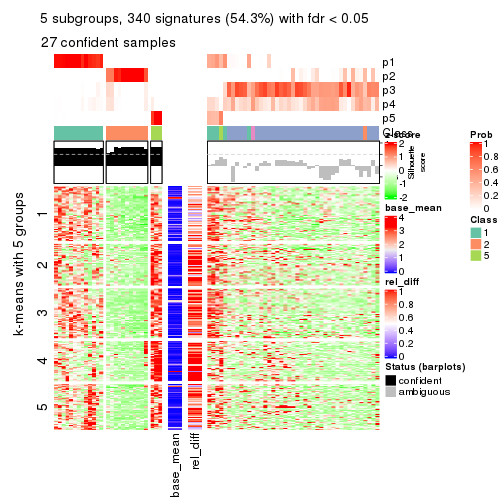 5 subgroups, 340 signatures (54.3%) with fdr < 0.05
27 confident samples
p1
p2
p3
p4
p5
Class
z-score
2
1
0
-1
-2
Silhouette
score
Prob
1
0.8
0.6
0.4
0.2
0
Class
1
2
5
base_mean
4
3
2
1
0
rel_diff
1
0.8
0.6
0.4
0.2
0
Status (barplots)
confident
ambiguous
k-means with 5 groups
1
2
3
4
5
base_mean
rel_diff